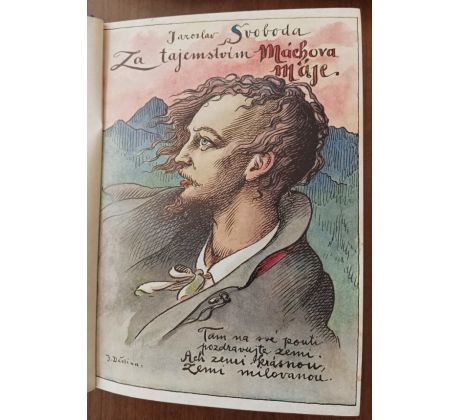 Jaroslav Svoboda
Za tajemstvím Máchova
máje.
Tam na své pouti
pozdravujte zemi.
Ach zemi krásnou,
zemi milovanou.